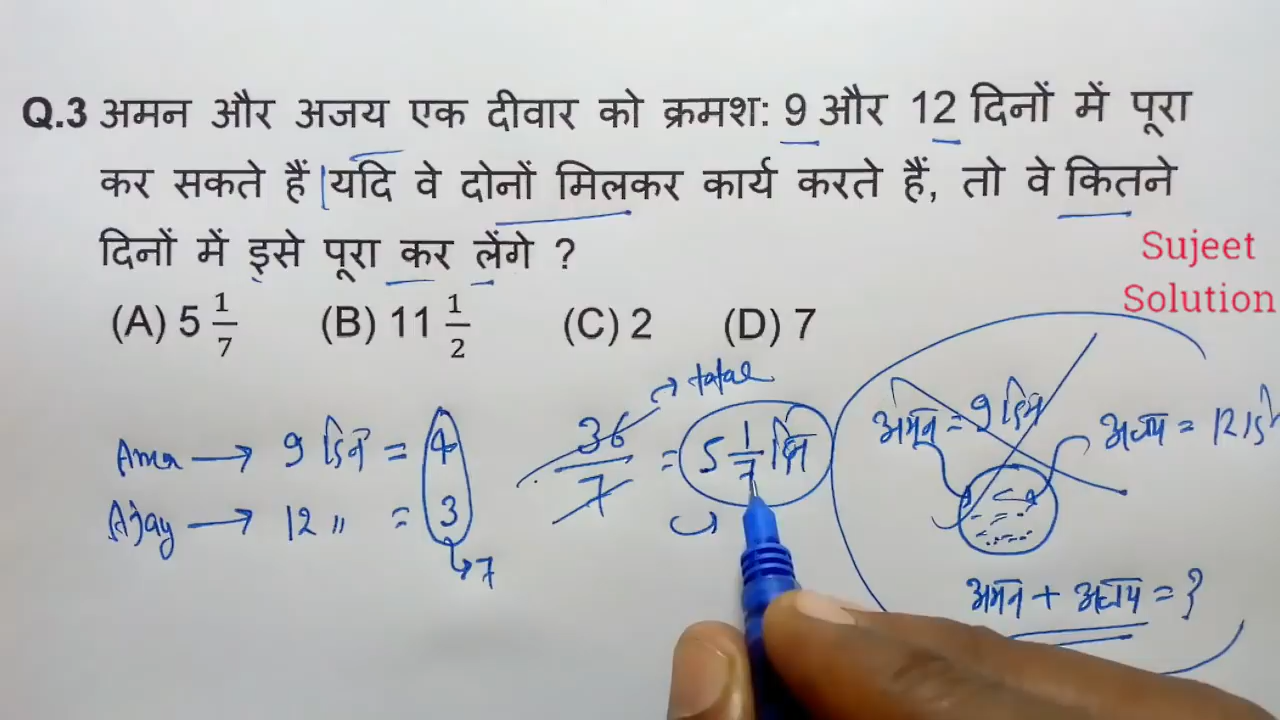 Q.3 अमन और अजय एक दीवार को क्रमश: 9 और 12 दिनों में पूरा
कर सकते हैं |यदि वे दोनों मिलकर कार्य करते हैं, तो वे कितने
दिनों में इसे पूरा कर लेंगे ?
Sujeet
Solution
(A) 5 1/7 (B) 11 1/2 (C) 2 (D) 7
→ total
Aman → 9 दिन = 4
36/7 = 5 1/7 दिन
अमन = 9 दिन
अजय = 12 दिन
Ajay → 12 " = 3
→ 7
अमन + अजय = ?